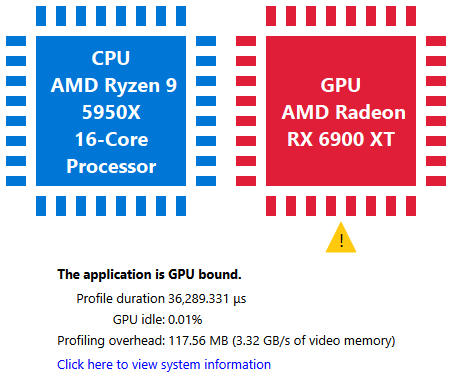 CPU
AMD Ryzen 9
5950X
16-Core
Processor
GPU
AMD Radeon
RX 6900 XT
!
The application is GPU bound.
Profile duration 36,289.331 µs
GPU idle: 0.01%
Profiling overhead: 117.56 MB (3.32 GB/s of video memory)
Click here to view system information